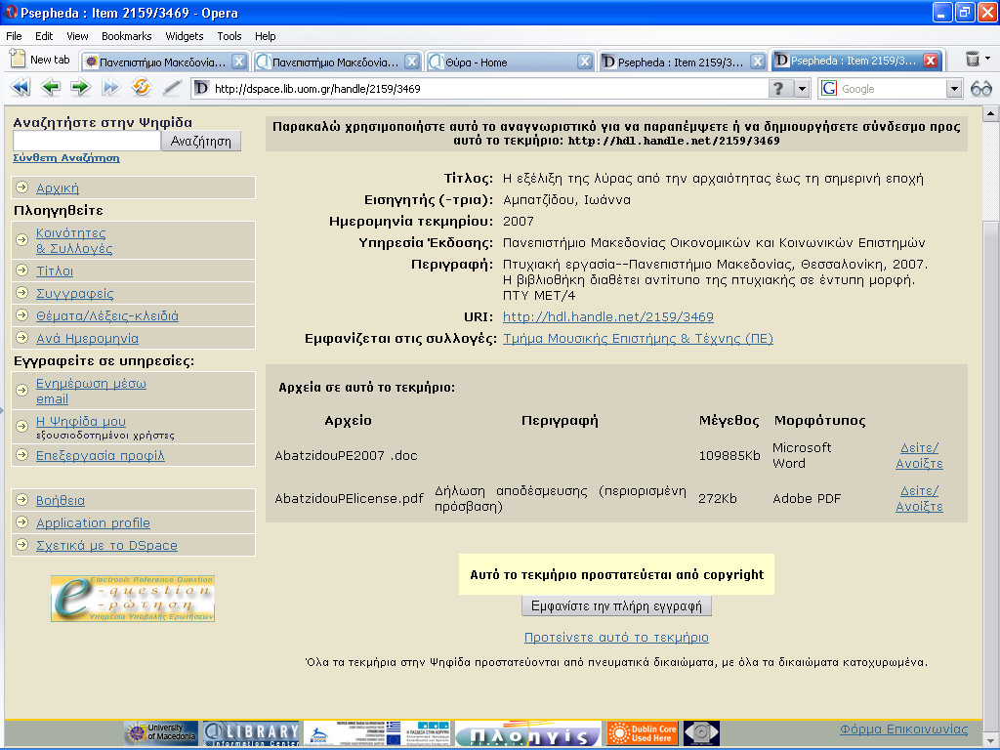 Psepheda : Item 2159/3469 - Opera
File Edit View Bookmarks Widgets Tools Help
New tab Πανεπιστήμιο Μακεδονία... Πανεπιστήμιο Μακεδονία... Θύρα - Home Psepheda : Item 2159/3... Psepheda : Item 2159/3...
http://dspace.lib.uom.gr/handle/2159/3469 ? Google
Αναζητήστε στην Ψηφίδα
Αναζήτηση
Σύνθετη Αναζήτηση
Αρχική
Πλοηγηθείτε
Κοινότητες
& Συλλογές
Τίτλοι
Συγγραφείς
Θέματα/Λέξεις-κλειδιά
Ανά Ημερομηνία
Εγγραφείτε σε υπηρεσίες:
Ενημέρωση μέσω
email
Η Ψηφίδα μου
εξουσιοδοτημένοι χρήστες
Επεξεργασία προφίλ
Βοήθεια
Application profile
Σχετικά με το DSpace
Electronic Reference Question
e-question
-ρώτηση
Υπηρεσία Υποβολής Ερωτήσεων
Παρακαλώ χρησιμοποιήστε αυτό το αναγνωριστικό για να παραπέμψετε ή να δημιουργήσετε σύνδεσμο προς
αυτό το τεκμήριο: http://hdl.handle.net/2159/3469
Τίτλος: Η εξέλιξη της λύρας από την αρχαιότητας έως τη σημερινή εποχή
Εισηγητής (-τρια): Αμπατζίδου, Ιωάννα
Ημερομηνία τεκμηρίου: 2007
Υπηρεσία Έκδοσης: Πανεπιστήμιο Μακεδονίας Οικονομικών και Κοινωνικών Επιστημών
Περιγραφή: Πτυχιακή εργασία--Πανεπιστήμιο Μακεδονίας, Θεσσαλονίκη, 2007.
Η βιβλιοθήκη διαθέτει αντίτυπο της πτυχιακής σε έντυπη μορφή.
ΠΤΥ ΜΕΤ/4
URI: http://hdl.handle.net/2159/3469
Εμφανίζεται στις συλλογές: Τμήμα Μουσικής Επιστήμης & Τέχνης (ΠΕ)
Αρχεία σε αυτό το τεκμήριο:
Αρχείο Περιγραφή Μέγεθος Μορφότυπος
AbatzidouPE2007 .doc 109885Kb Microsoft Word Δείτε/Ανοίξτε
AbatzidouPElicense.pdf Δήλωση αποδέσμευσης (περιορισμένη πρόσβαση) 272Kb Adobe PDF Δείτε/Ανοίξτε
Αυτό το τεκμήριο προστατεύεται από copyright
Εμφανίστε την πλήρη εγγραφή
Προτείνετε αυτό το τεκμήριο
Όλα τα τεκμήρια στην Ψηφίδα προστατεύονται από πνευματικά δικαιώματα, με όλα τα δικαιώματα κατοχυρωμένα.
University of Macedonia @LIBRARY & Information Center Πλοηγίς Dublin Core Used Here Φόρμα Επικοινωνίας